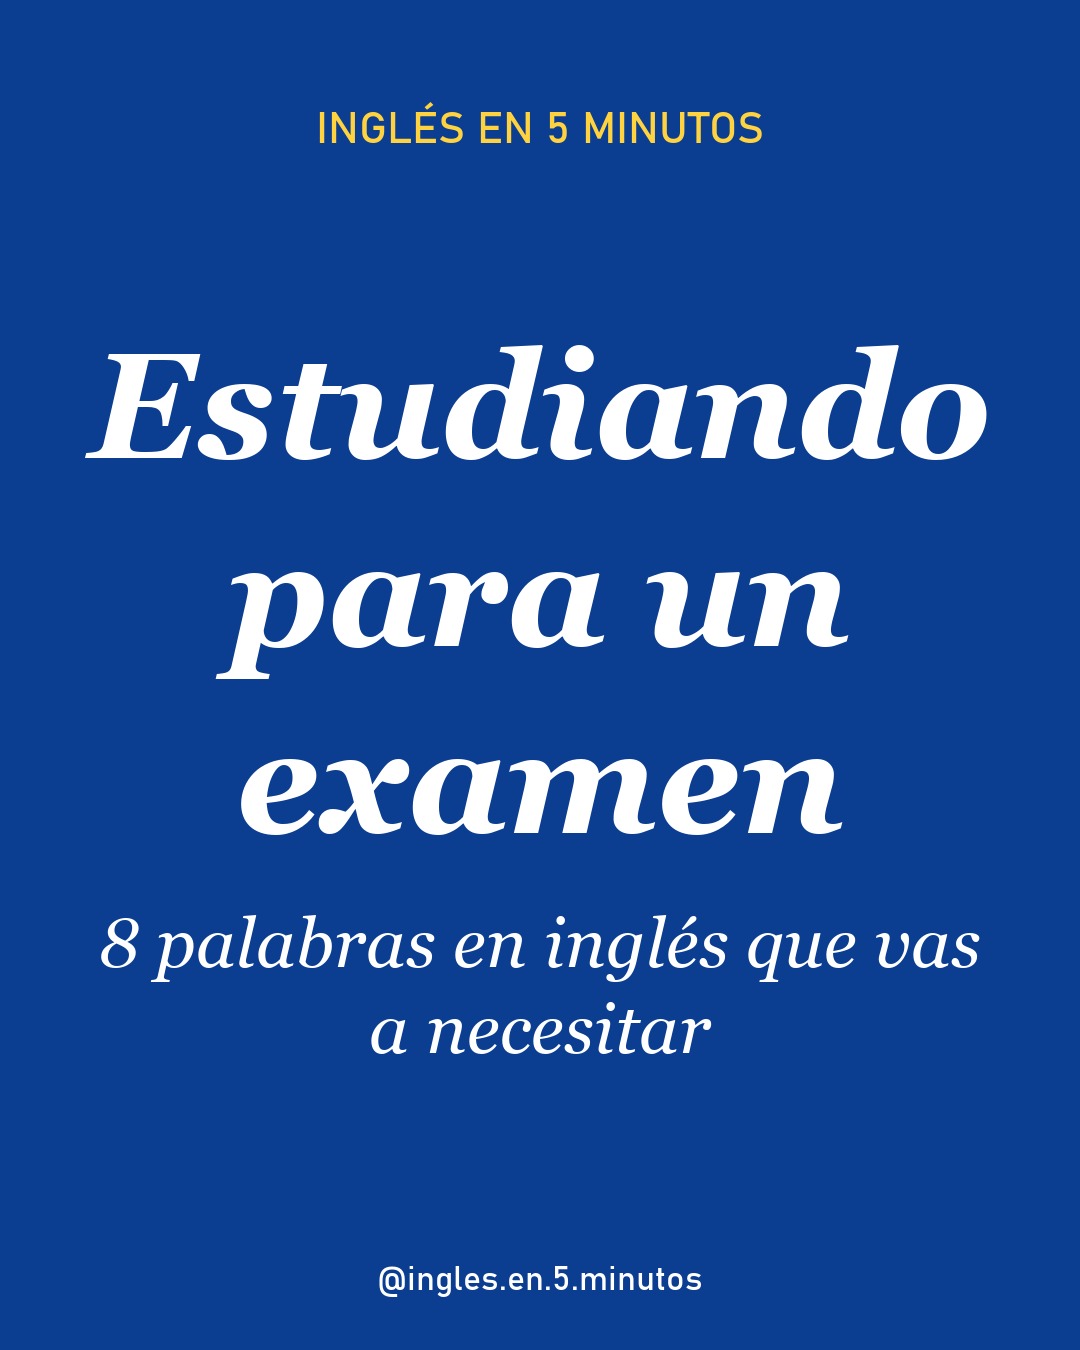 INGLÉS EN 5 MINUTOS
Estudiando
para un
examen
8 palabras en inglés que vas
a necesitar
@ingles.en.5.minutos